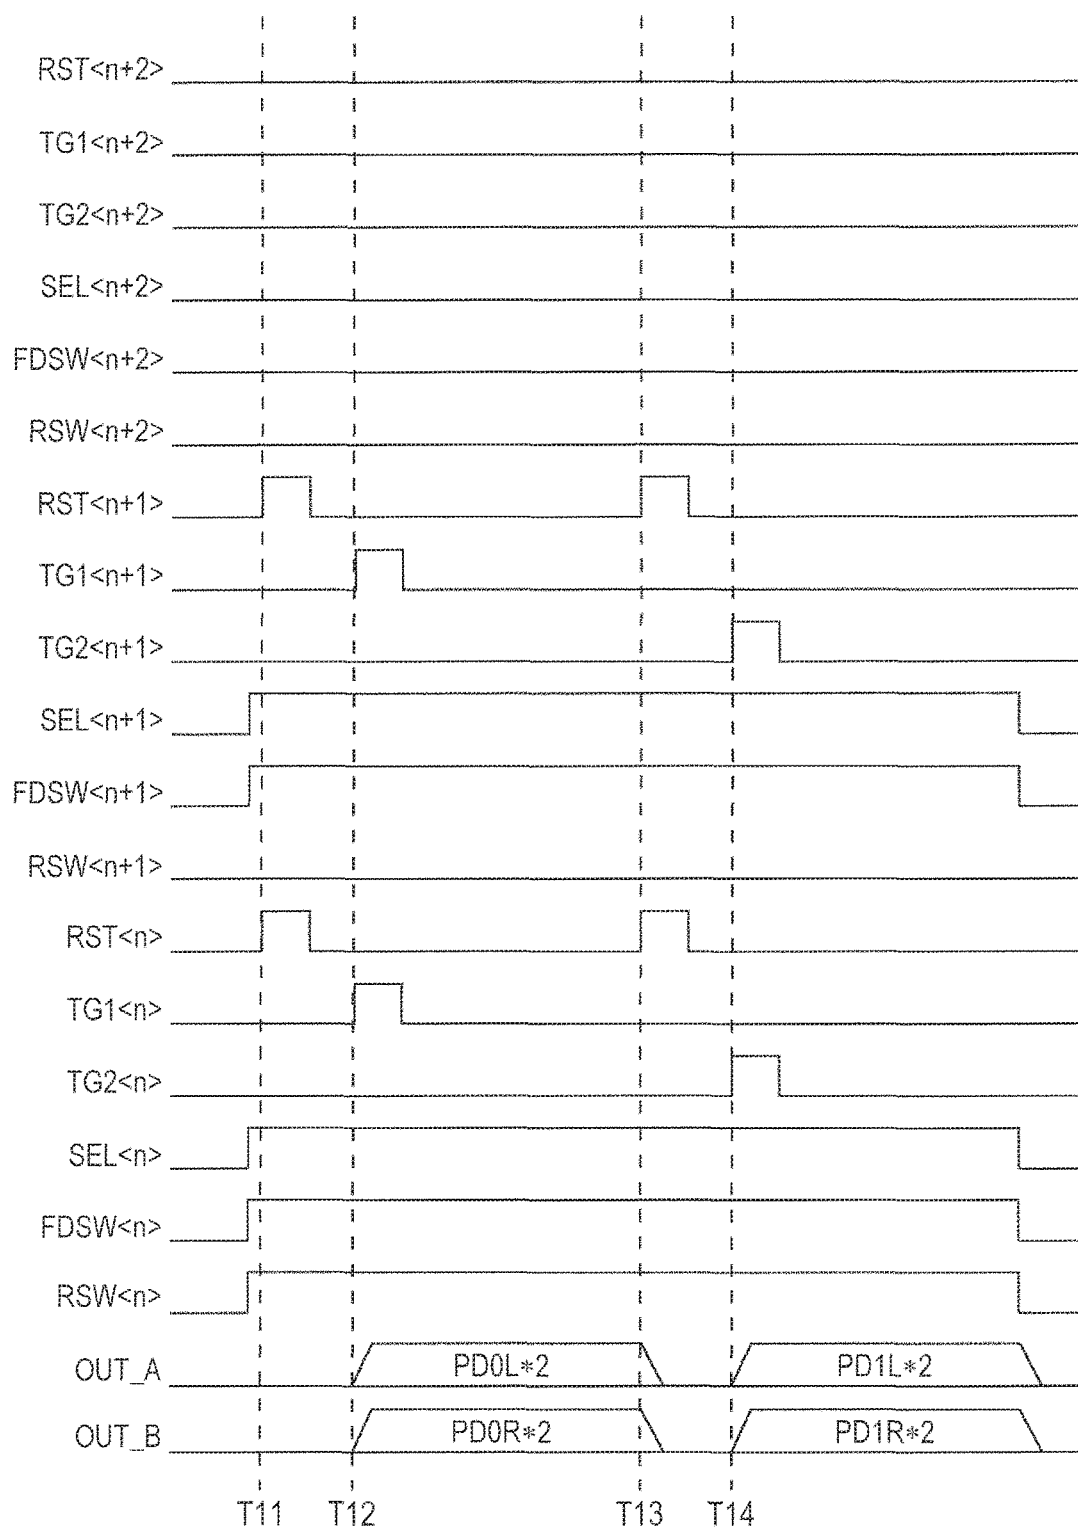 RST<n+2>
TG1<n+2>
TG2<n+2>
SEL<n+2>
FDSW<n+2>
RSW<n+2>
RST<n+1>
TG1<n+1>
TG2<n+1>
SEL<n+1>
FDSW<n+1>
RSW<n+1>
RST<n>
TG1<n>
TG2<n>
SEL<n>
FDSW<n>
RSW<n>
OUT_A PD0L*2 PD1L*2
OUT_B PD0R*2 PD1R*2
T11 T12 T13 T14